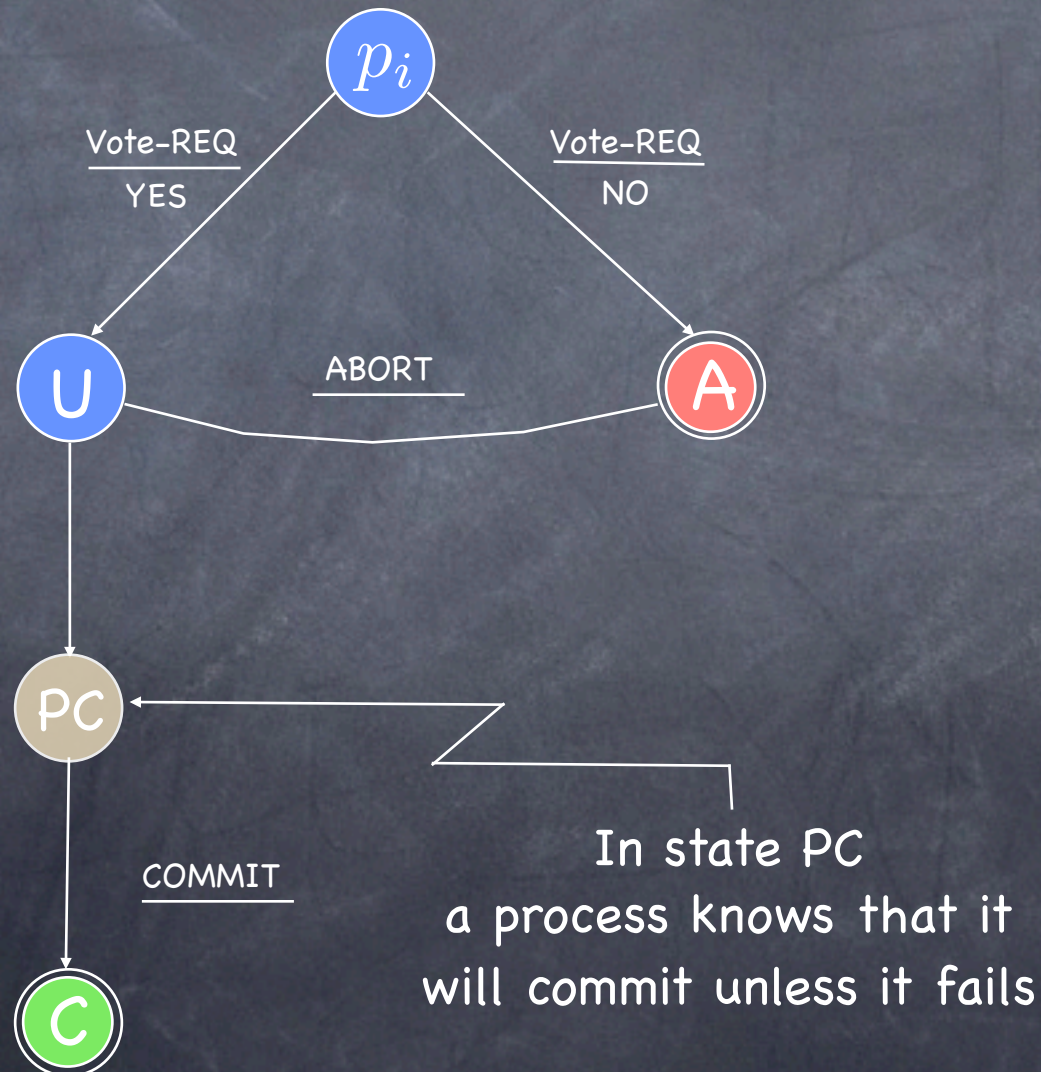 p_i
Vote-REQ
YES
Vote-REQ
NO
U
ABORT
A
PC
COMMIT
In state PC
a process knows that it
will commit unless it fails
C